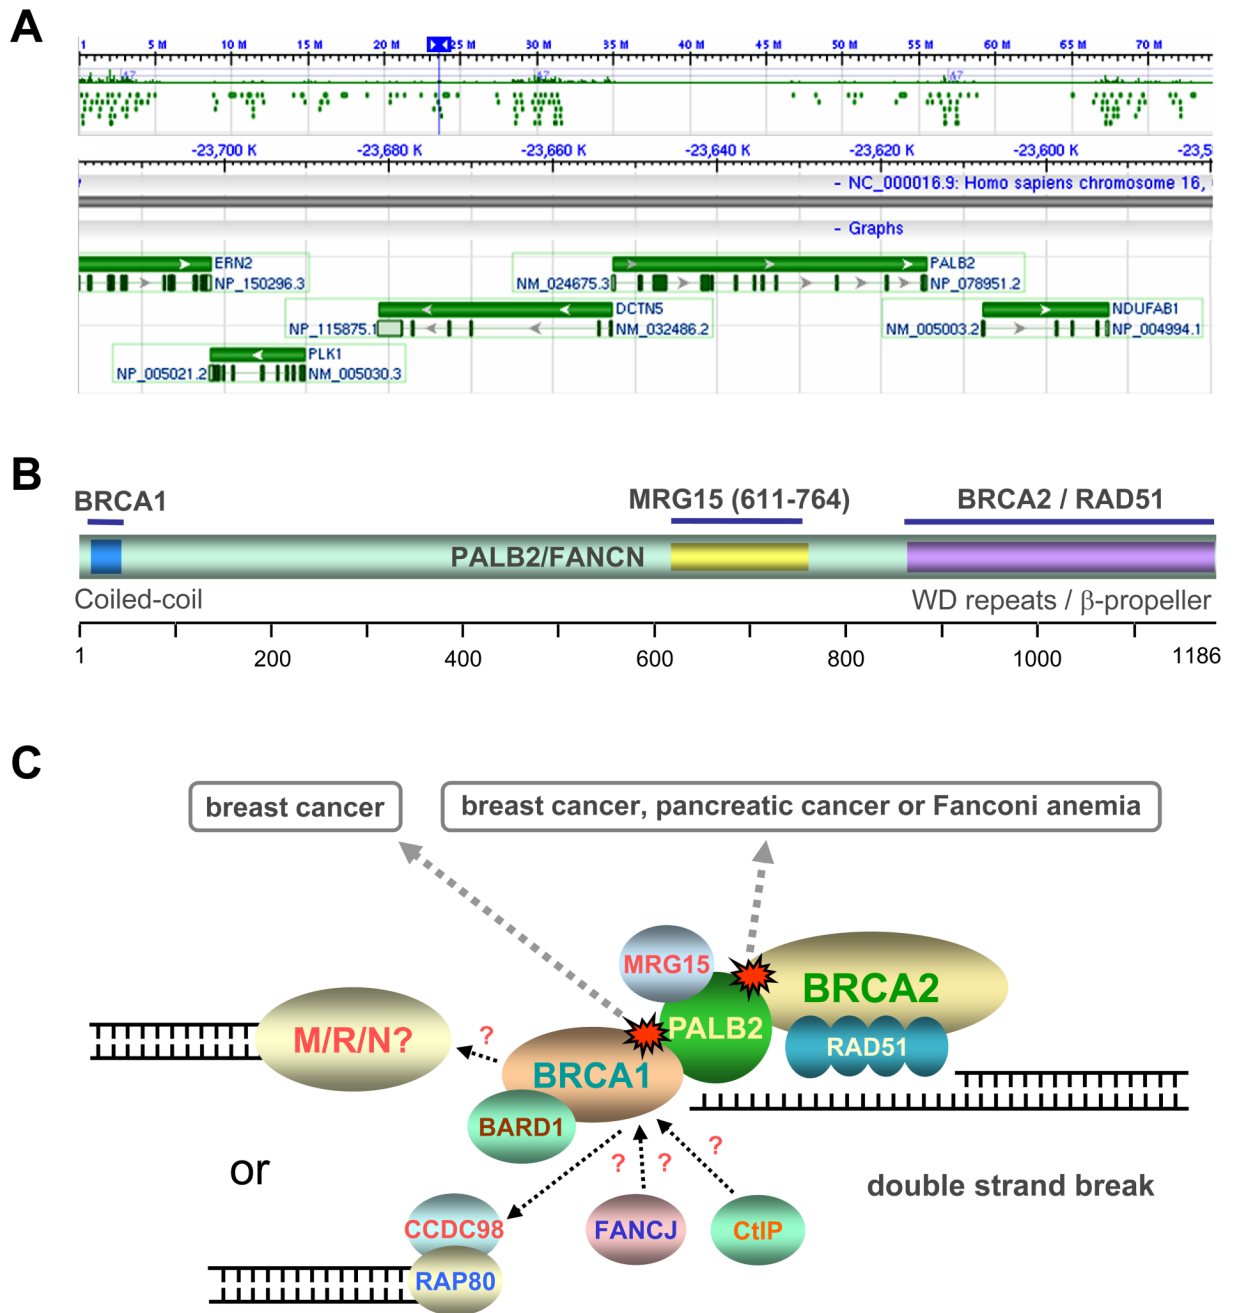 A
1 5 M 10 M 15 M 20 M 25 M 30 M 35 M 40 M 45 M 50 M 55 M 60 M 65 M 70 M
47 47 47
-23,700 K -23,680 K -23,660 K -23,640 K -23,620 K -23,600 K -23,5
- NC_000016.9: Homo sapiens chromosome 16,
- Graphs
ERN2 PALB2
NP_150296.3 NM_024675.3 NP_078951.2
DCTN5 NDUFAB1
NP_115875.1 NM_032486.2 NM_005003.2 NP_004994.1
PLK1
NP_005021.2 NM_005030.3
B
BRCA1 MRG15 (611-764) BRCA2 / RAD51
PALB2/FANCN
Coiled-coil WD repeats / β-propeller
1 200 400 600 800 1000 1186
C
breast cancer breast cancer, pancreatic cancer or Fanconi anemia
MRG15
BRCA2
PALB2
M/R/N? ? RAD51
BRCA1
BARD1
or ? ? ?
double strand break
CCDC98 FANCJ CtIP
RAP80